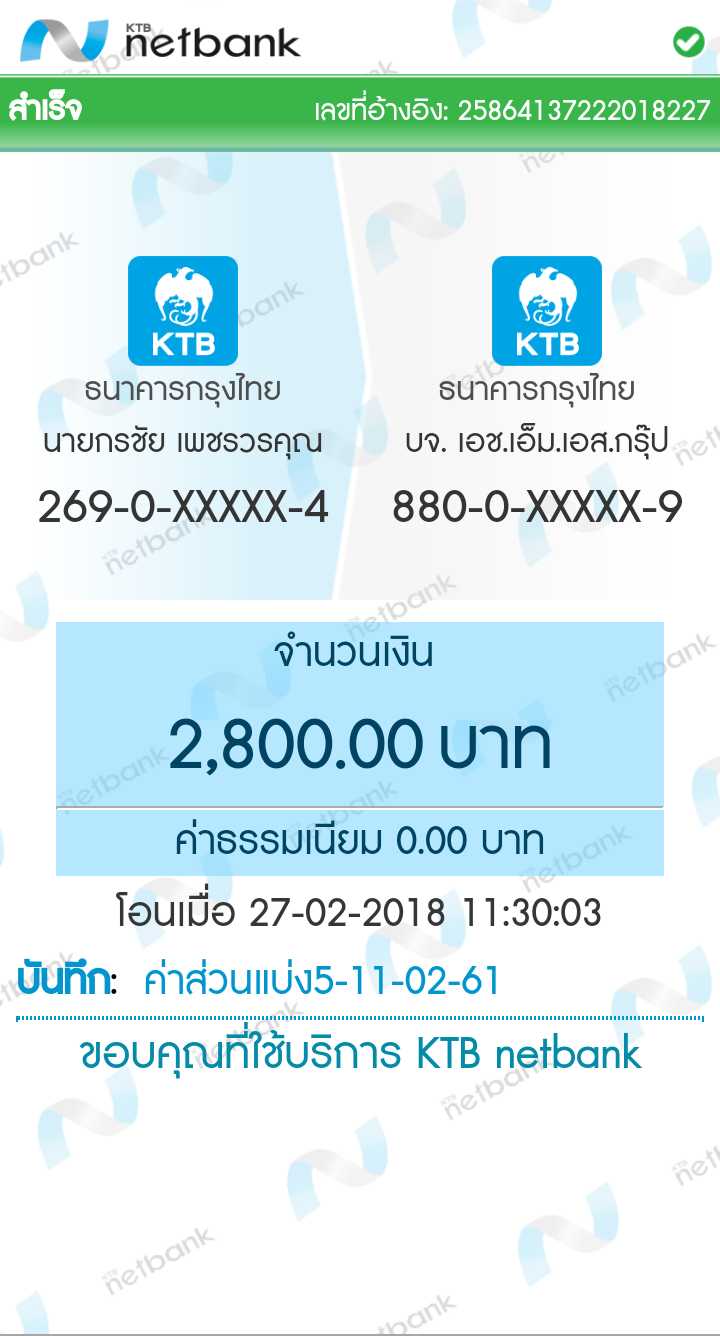 KTB
netbank
สำเร็จ เลขที่อ้างอิง: 25864137222018227
KTB KTB
ธนาคารกรุงไทย ธนาคารกรุงไทย
นายกรชัย เพชรวรคุณ บจ. เอช.เอ็ม.เอส.กรุ๊ป
269-0-XXXXX-4 880-0-XXXXX-9
จำนวนเงิน
2,800.00 บาท
ค่าธรรมเนียม 0.00 บาท
โอนเมื่อ 27-02-2018 11:30:03
บันทึก: ค่าส่วนแบ่ง5-11-02-61
ขอบคุณที่ใช้บริการ KTB netbank